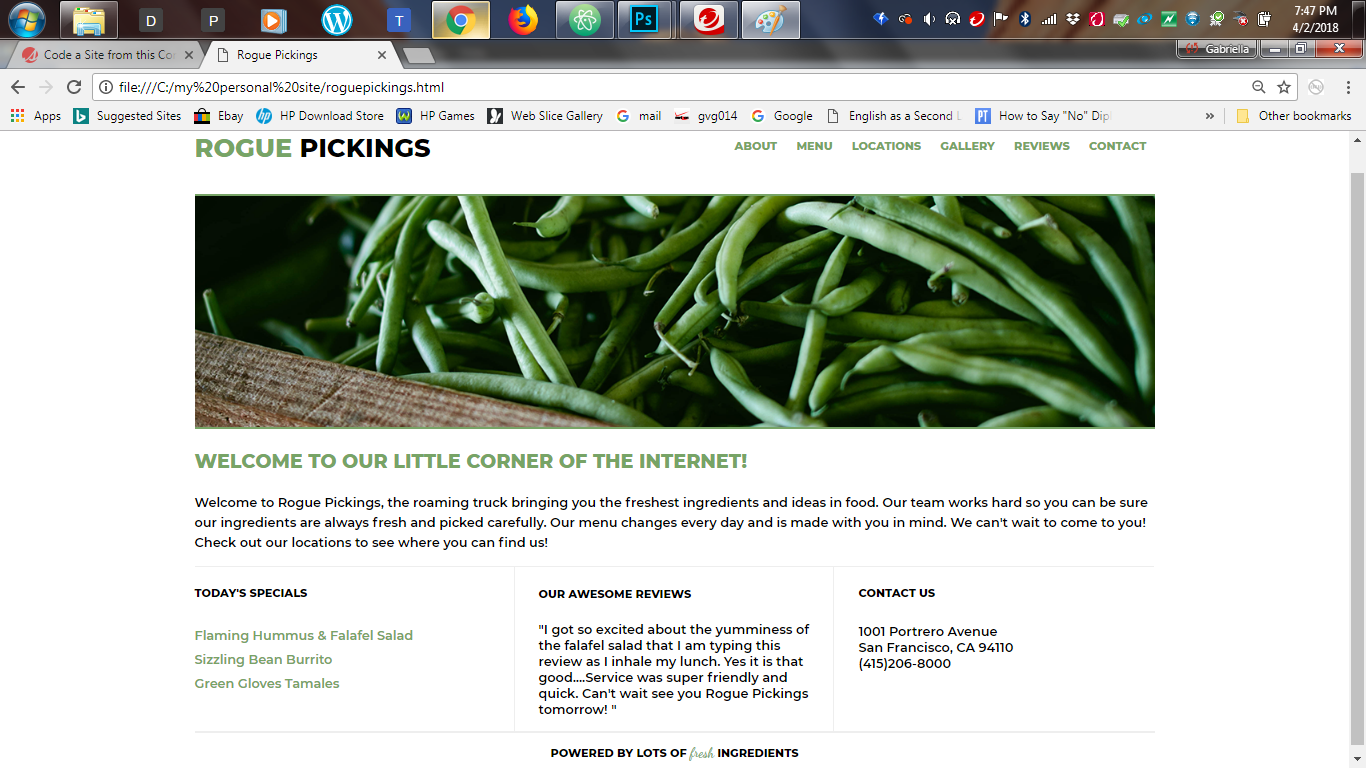 D P T
7:47 PM
4/2/2018
Code a Site from this Co
Rogue Pickings
Gabriella
file:///C:/my%20personal%20site/roguepickings.html
Apps Suggested Sites Ebay HP Download Store HP Games Web Slice Gallery mail gvg014 Google English as a Second L How to Say "No" Dipl » Other bookmarks
ROGUE PICKINGS
ABOUT MENU LOCATIONS GALLERY REVIEWS CONTACT
WELCOME TO OUR LITTLE CORNER OF THE INTERNET!
Welcome to Rogue Pickings, the roaming truck bringing you the freshest ingredients and ideas in food. Our team works hard so you can be sure
our ingredients are always fresh and picked carefully. Our menu changes every day and is made with you in mind. We can't wait to come to you!
Check out our locations to see where you can find us!
TODAY'S SPECIALS
Flaming Hummus & Falafel Salad
Sizzling Bean Burrito
Green Gloves Tamales
OUR AWESOME REVIEWS
"I got so excited about the yumminess of
the falafel salad that I am typing this
review as I inhale my lunch. Yes it is that
good....Service was super friendly and
quick. Can't wait see you Rogue Pickings
tomorrow! "
CONTACT US
1001 Portrero Avenue
San Francisco, CA 94110
(415)206-8000
POWERED BY LOTS OF fresh INGREDIENTS